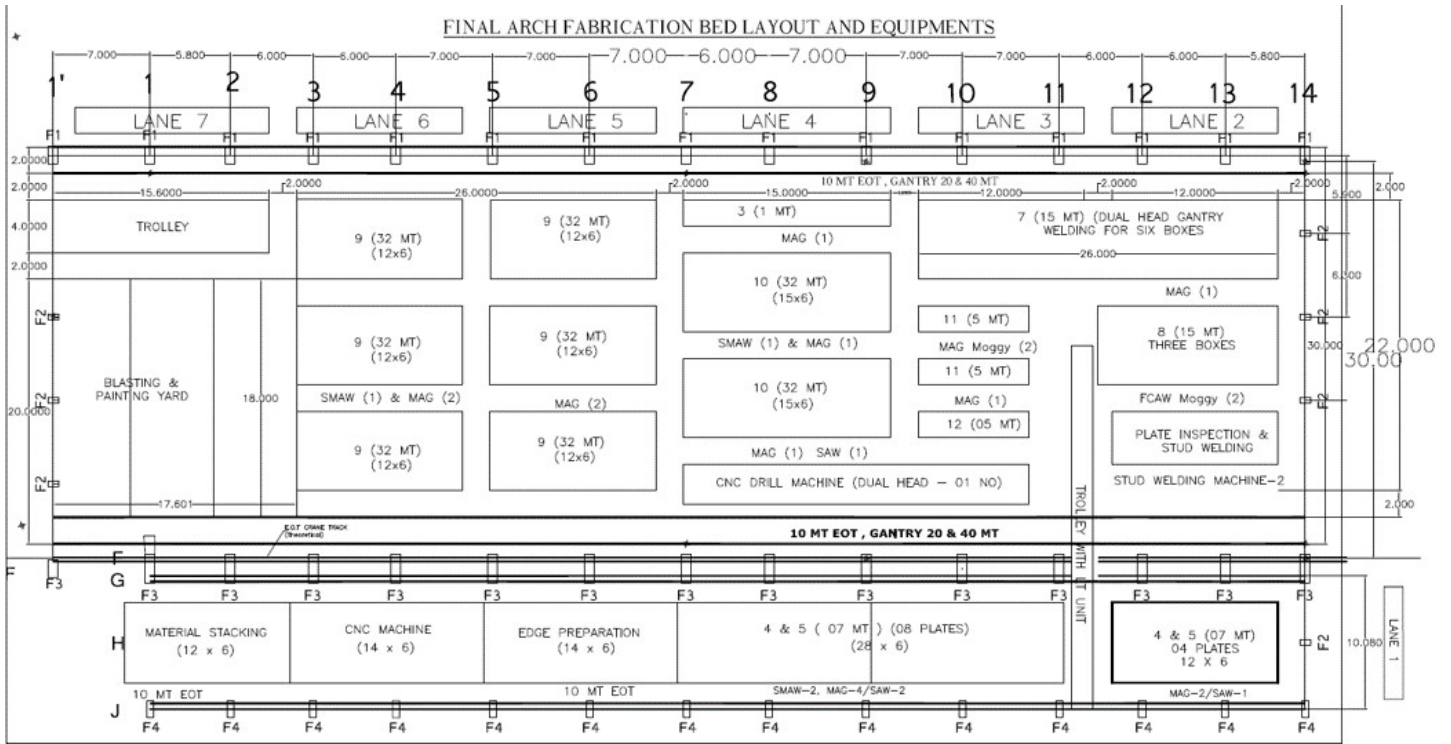 FINAL ARCH FABRICATION BED LAYOUT AND EQUIPMENTS
7.000 5.800 6.000 6.000 7.000 7.000 7.000 6.000 7.000 7.000 7.000 6.000 5.800
1' 1 2 3 4 5 6 7 8 9 10 11 12 13 14
LANE 7 LANE 6 LANE 5 LANE 4 LANE 3 LANE 2
F1 F1 F1 F1 F1 F1 F1 F1 F1 F1 F1 F1 F1 F1 F1
2.0000
10 MT EOT , GANTRY 20 & 40 MT
2.0000 15.6000 2.0000 26.0000 2.0000 15.0000 12.0000 2.0000 12.0000 2.0000 2.000
4.0000
TROLLEY
2.0000
9 (32 MT)
(12x6)
9 (32 MT)
(12x6)
3 (1 MT)
MAG (1)
7 (15 MT) (DUAL HEAD GANTRY
WELDING FOR SIX BOXES
26.000
F2
10 (32 MT)
(15x6)
MAG (1)
F2
F2
9 (32 MT)
(12x6)
9 (32 MT)
(12x6)
SMAW (1) & MAG (1)
11 (5 MT)
MAG Moggy (2)
11 (5 MT)
8 (15 MT)
THREE BOXES
30.000
22.000
30.00
BLASTING &
PAINTING YARD
18.000
SMAW (1) & MAG (2)
MAG (2)
10 (32 MT)
(15x6)
MAG (1)
FCAW Moggy (2)
F2
F2
20.0000
12 (05 MT)
PLATE INSPECTION &
STUD WELDING
9 (32 MT)
(12x6)
9 (32 MT)
(12x6)
MAG (1) SAW (1)
CNC DRILL MACHINE (DUAL HEAD – 01 NO)
STUD WELDING MACHINE-2
F2
17.601
2.000
TROLLEY WITH UT UNIT
E.O.T CRANE TRACK
(Theoretical)
10 MT EOT , GANTRY 20 & 40 MT
F
F
F3
G
F3 F3 F3 F3 F3 F3 F3 F3 F3 F3 F3 F3 F3 F3
H
MATERIAL STACKING
(12 x 6)
CNC MACHINE
(14 x 6)
EDGE PREPARATION
(14 x 6)
4 & 5 ( 07 MT ) (08 PLATES)
(28 x 6)
4 & 5 (07 MT)
04 PLATES
12 X 6
F2
10.080
LANE 1
10 MT EOT
10 MT EOT
SMAW-2, MAG-4/SAW-2
MAG-2/SAW-1
J
F4 F4 F4 F4 F4 F4 F4 F4 F4 F4 F4 F4 F4 F4